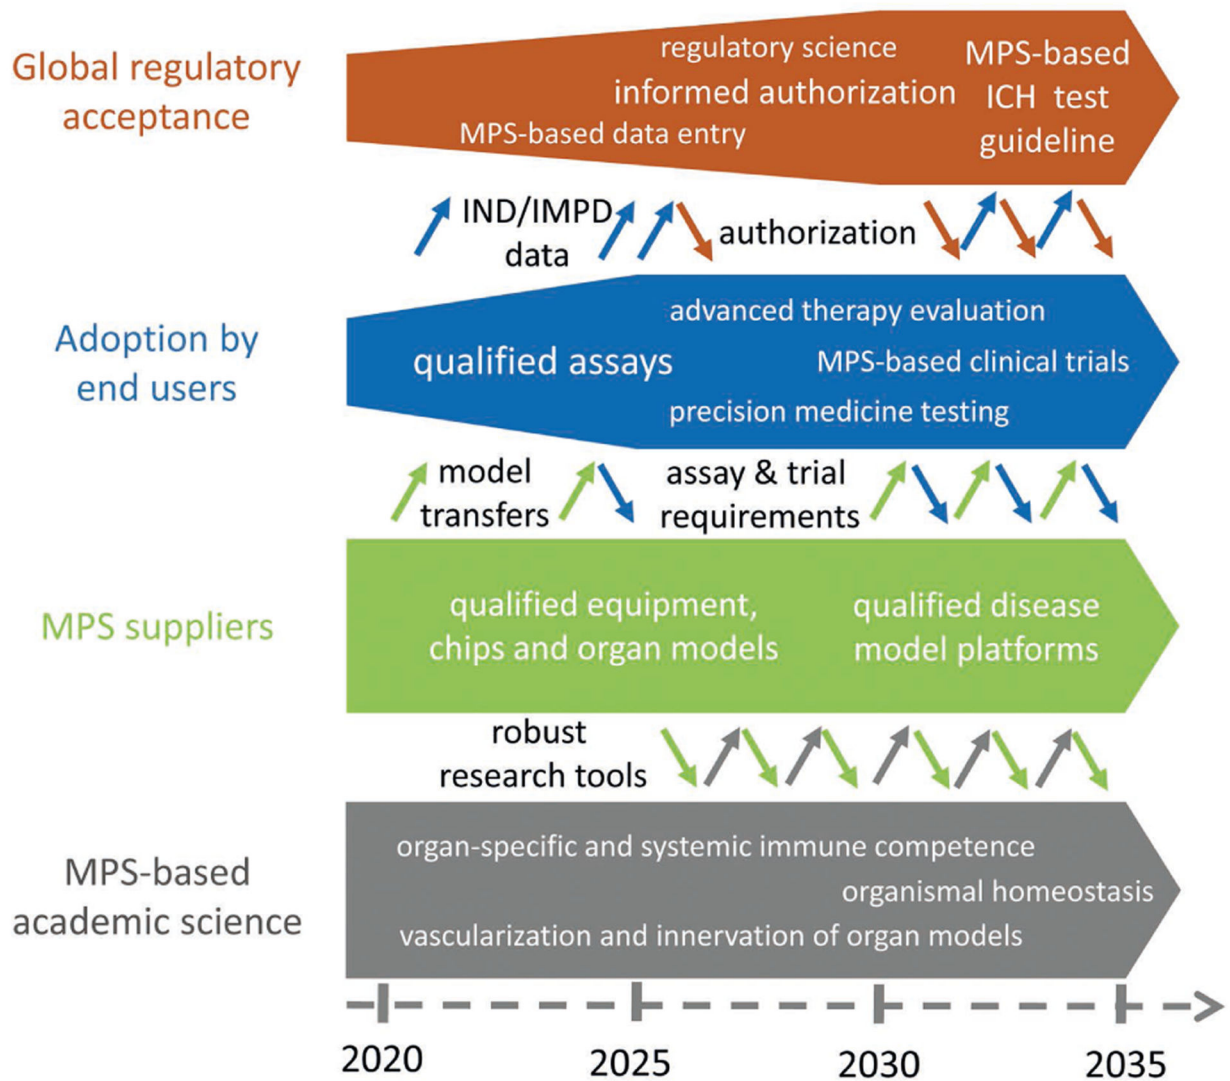 Global regulatory
acceptance
regulatory science
informed authorization
MPS-based data entry
MPS-based
ICH test
guideline
IND/IMPD
data
authorization
Adoption by
end users
qualified assays
advanced therapy evaluation
MPS-based clinical trials
precision medicine testing
model
transfers
assay & trial
requirements
MPS suppliers
qualified equipment,
chips and organ models
qualified disease
model platforms
robust
research tools
MPS-based
academic science
organ-specific and systemic immune competence
organismal homeostasis
vascularization and innervation of organ models
2020
2025
2030
2035